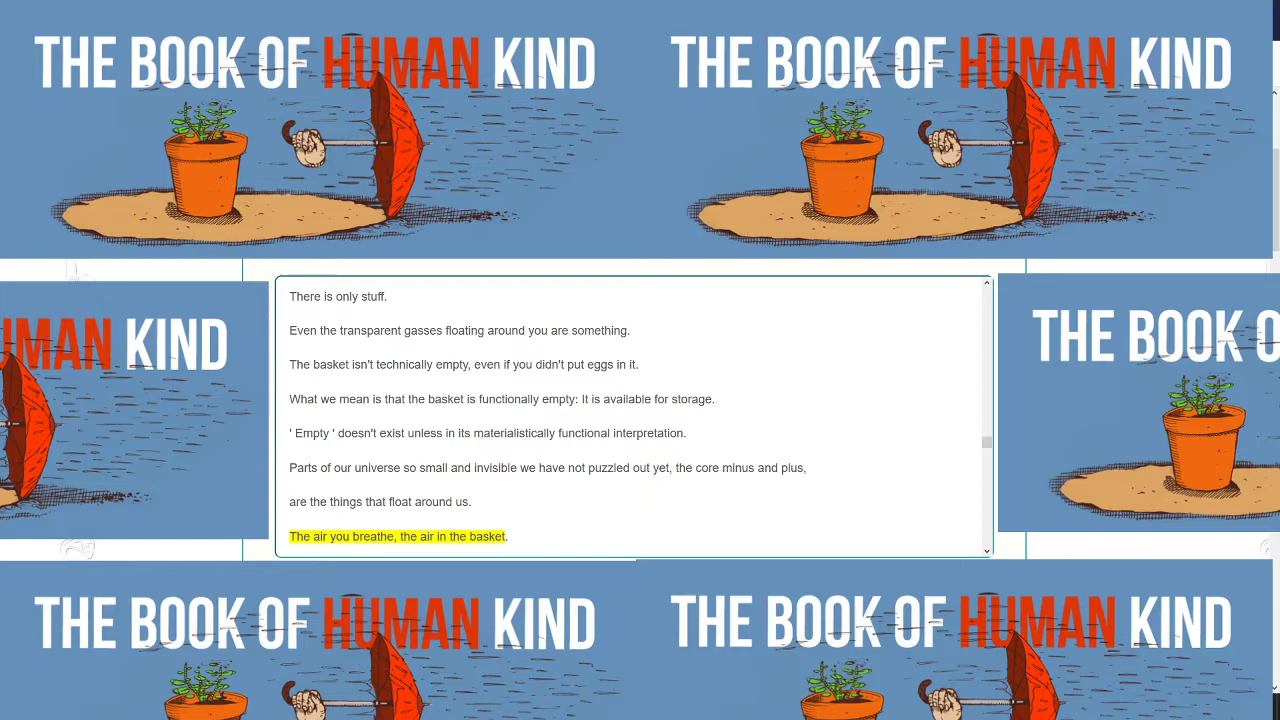 THE BOOK OF HUMAN KIND
THE BOOK OF HUMAN KIND
UMAN KIND
There is only stuff.
Even the transparent gasses floating around you are something.
The basket isn't technically empty, even if you didn't put eggs in it.
What we mean is that the basket is functionally empty: It is available for storage.
' Empty ' doesn't exist unless in its materialistically functional interpretation.
Parts of our universe so small and invisible we have not puzzled out yet, the core minus and plus,
are the things that float around us.
The air you breathe, the air in the basket.
THE BOOK O
THE BOOK OF HUMAN KIND
THE BOOK OF HUMAN KIND